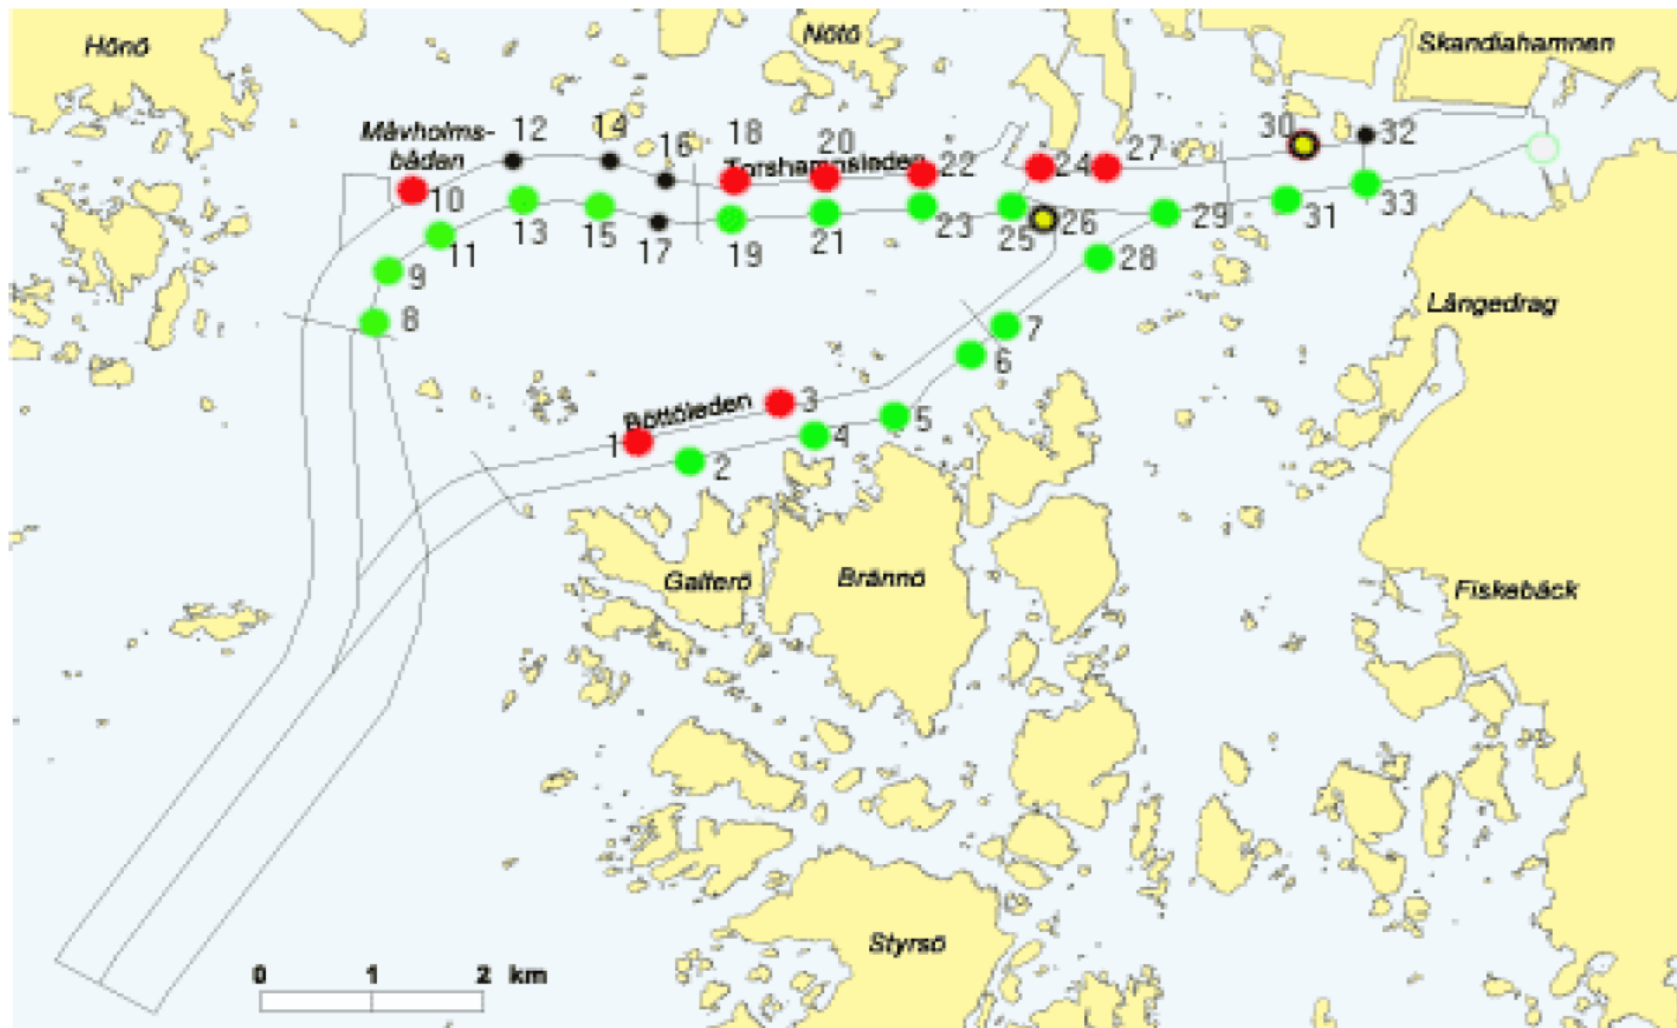 Hönö
Nötö
Skandiahamnen
Måvholms-
båden
12
14
16
18
20
22
24
27
30
32
Torshamnsleden
10
11
13
15
17
19
21
23
25
26
29
31
33
9
8
28
Långedrag
7
6
Böttöleden
3
1
5
4
2
Galterö
Brännö
Fiskebäck
Styrsö
0 1 2 km